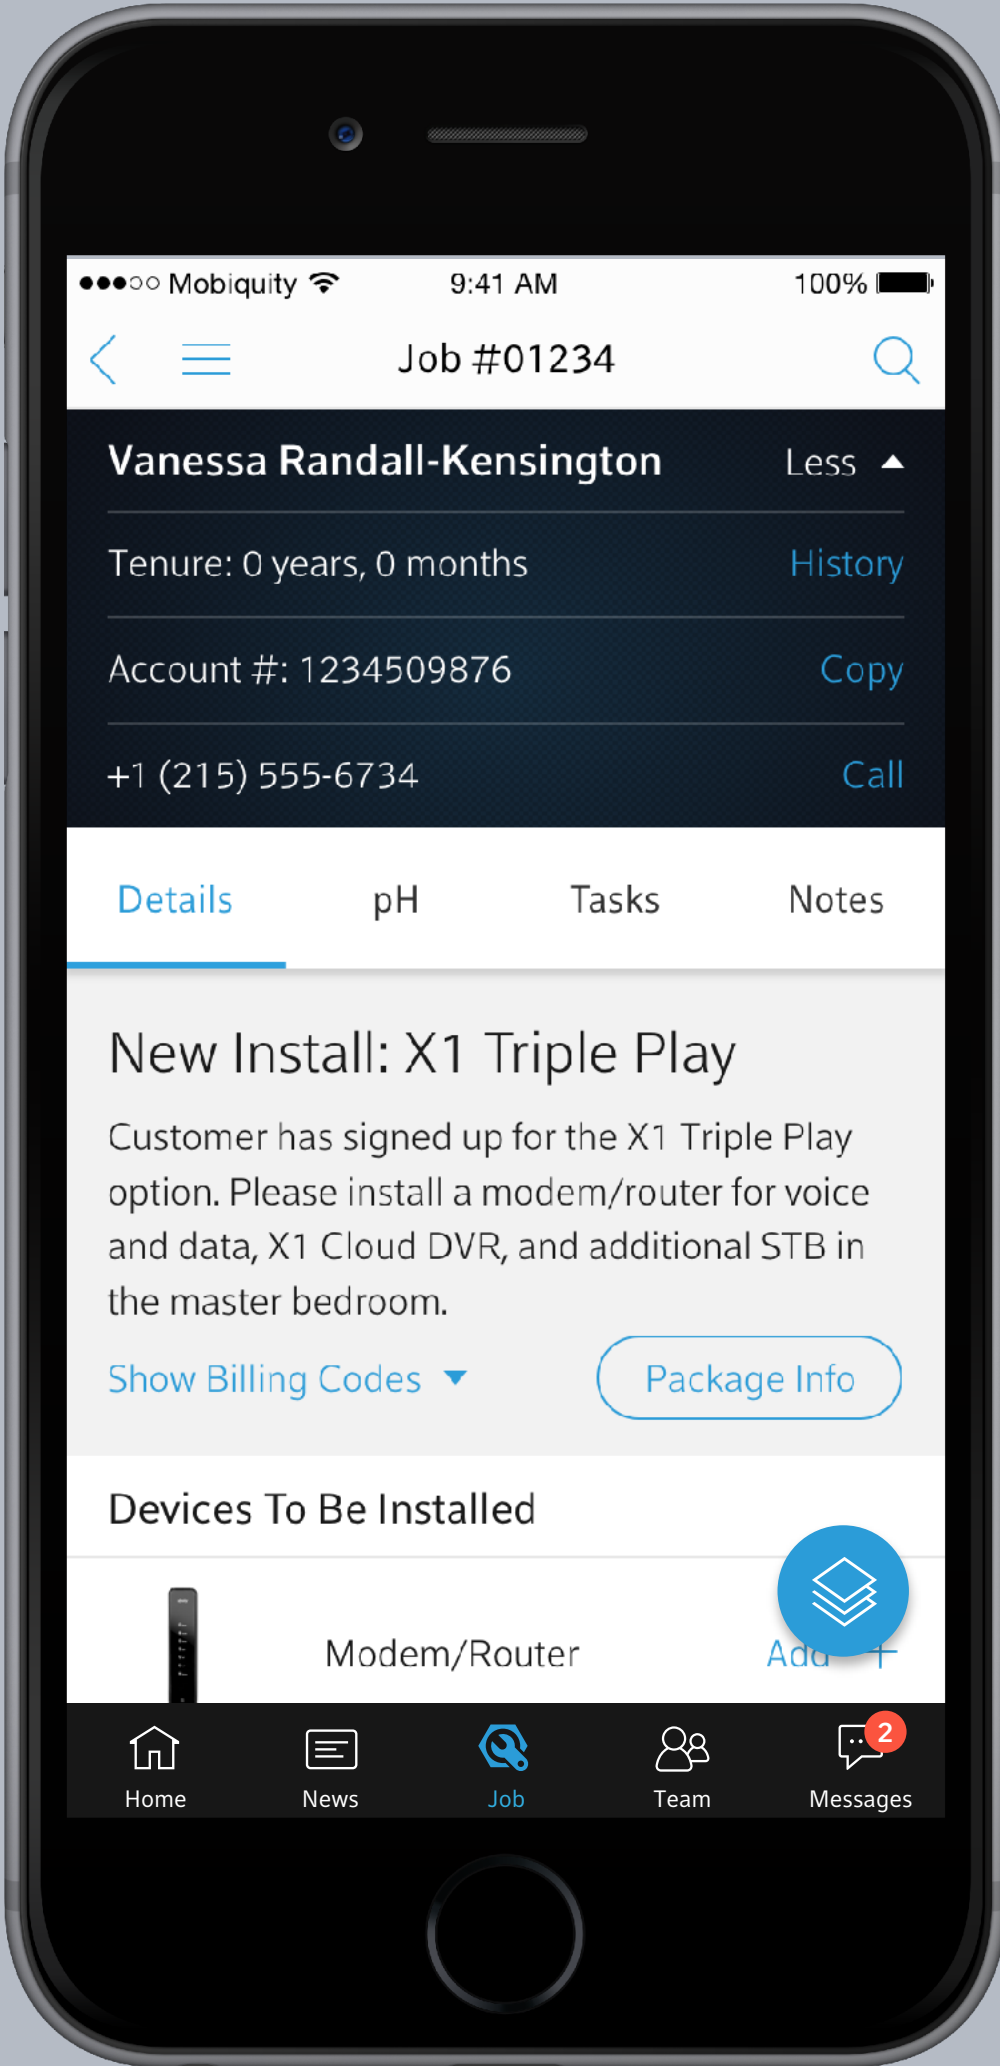 Mobiquity 9:41 AM 100%
Job #01234
Vanessa Randall-Kensington Less
Tenure: 0 years, 0 months History
Account #: 1234509876 Copy
+1 (215) 555-6734 Call
Details pH Tasks Notes
New Install: X1 Triple Play
Customer has signed up for the X1 Triple Play
option. Please install a modem/router for voice
and data, X1 Cloud DVR, and additional STB in
the master bedroom.
Show Billing Codes Package Info
Devices To Be Installed
Modem/Router Add +
2
Home News Job Team Messages